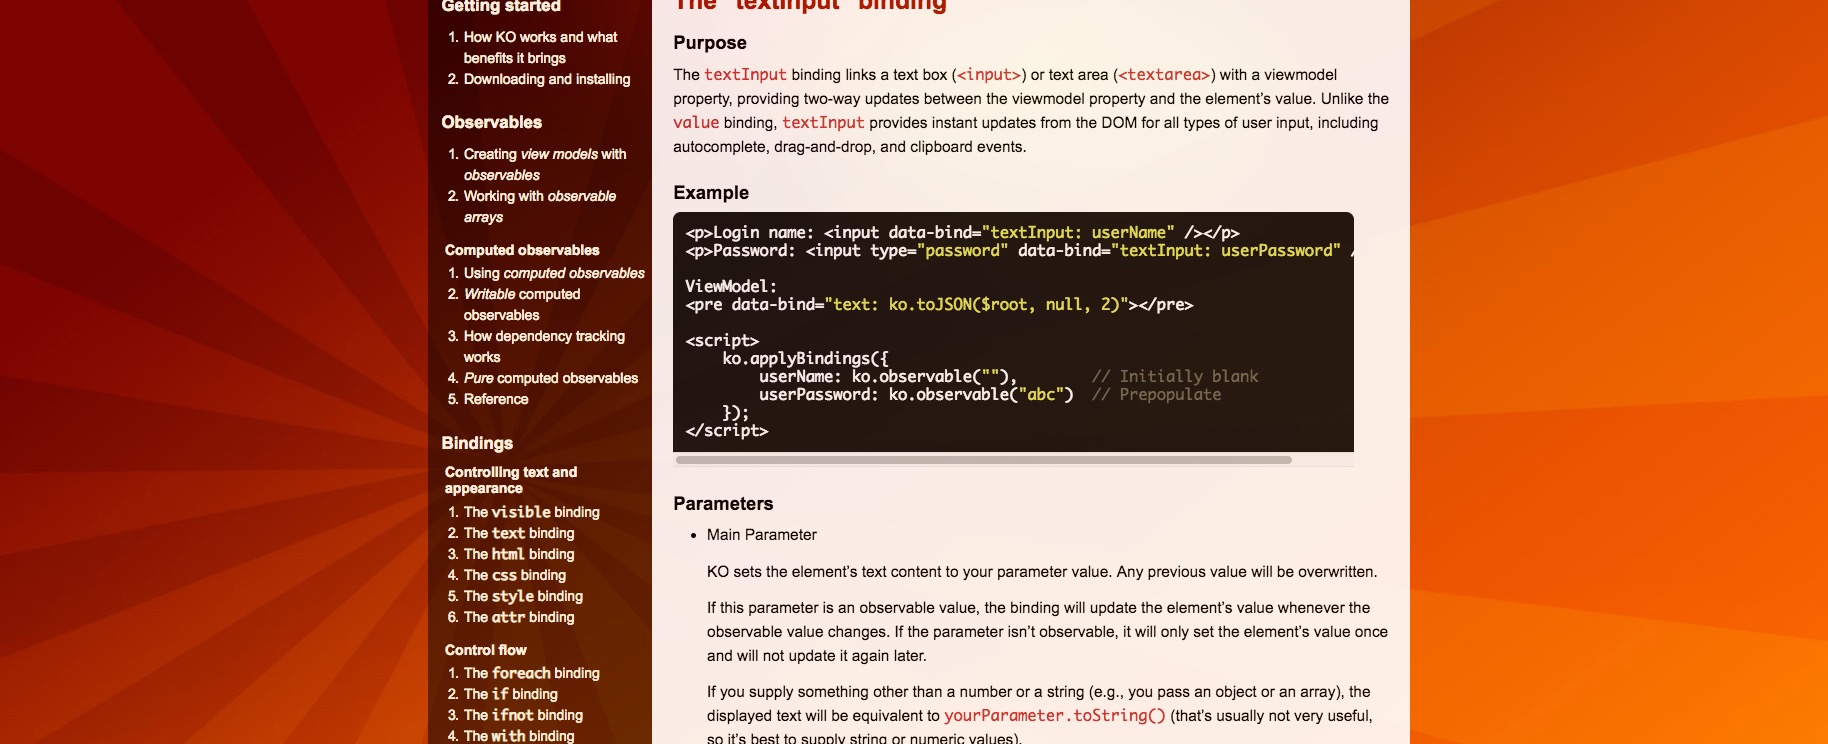 Getting started
1. How KO works and what
benefits it brings
2. Downloading and installing
Observables
1. Creating view models with
observables
2. Working with observable
arrays
Computed observables
1. Using computed observables
2. Writable computed
observables
3. How dependency tracking
works
4. Pure computed observables
5. Reference
Bindings
Controlling text and
appearance
1. The visible binding
2. The text binding
3. The html binding
4. The css binding
5. The style binding
6. The attr binding
Control flow
1. The foreach binding
2. The if binding
3. The ifnot binding
4. The with binding
The "textInput" binding
Purpose
The textInput binding links a text box (<input>) or text area (<textarea>) with a viewmodel
property, providing two-way updates between the viewmodel property and the element’s value. Unlike the
value binding, textInput provides instant updates from the DOM for all types of user input, including
autocomplete, drag-and-drop, and clipboard events.
Example
<p>Login name: <input data-bind="textInput: userName" /></p>
<p>Password: <input type="password" data-bind="textInput: userPassword" /
ViewModel:
<pre data-bind="text: ko.toJSON($root, null, 2)"></pre>
<script>
    ko.applyBindings({
        userName: ko.observable(""),        // Initially blank
        userPassword: ko.observable("abc")  // Prepopulate
    });
</script>
Parameters
• Main Parameter
KO sets the element’s text content to your parameter value. Any previous value will be overwritten.
If this parameter is an observable value, the binding will update the element’s value whenever the
observable value changes. If the parameter isn’t observable, it will only set the element’s value once
and will not update it again later.
If you supply something other than a number or a string (e.g., you pass an object or an array), the
displayed text will be equivalent to yourParameter.toString() (that’s usually not very useful,
so it’s best to supply string or numeric values).